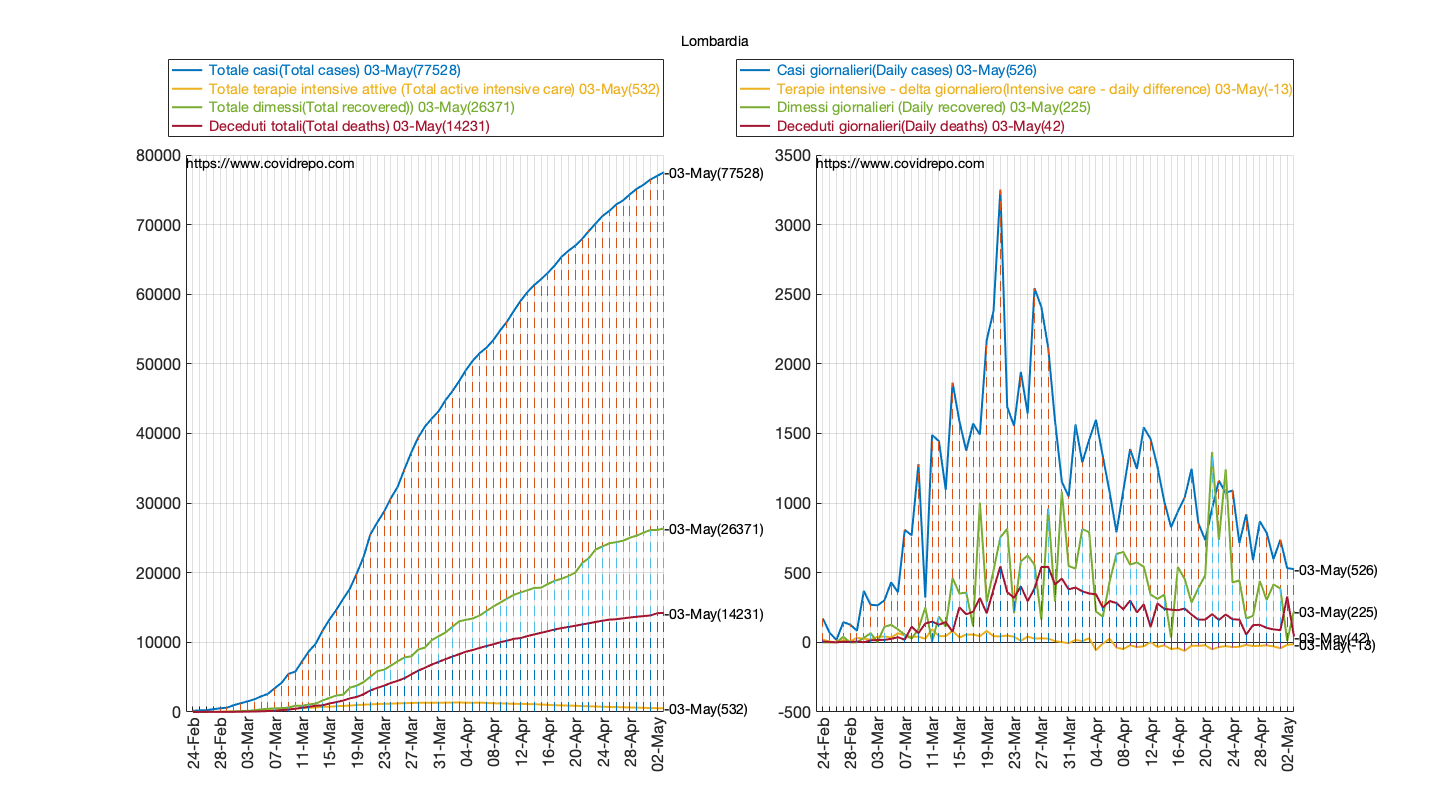 Lombardia
Totale casi(Total cases) 03-May(77528)
Totale terapie intensive attive (Total active intensive care) 03-May(532)
Totale dimessi(Total recovered)) 03-May(26371)
Deceduti totali(Total deaths) 03-May(14231)
https://www.covidrepo.com
80000
70000
60000
50000
40000
30000
20000
10000
0
-03-May(77528)
-03-May(26371)
-03-May(14231)
-03-May(532)
24-Feb
28-Feb
03-Mar
07-Mar
11-Mar
15-Mar
19-Mar
23-Mar
27-Mar
31-Mar
04-Apr
08-Apr
12-Apr
16-Apr
20-Apr
24-Apr
28-Apr
02-May
Casi giornalieri(Daily cases) 03-May(526)
Terapie intensive - delta giornaliero(Intensive care - daily difference) 03-May(-13)
Dimessi giornalieri (Daily recovered) 03-May(225)
Deceduti giornalieri(Daily deaths) 03-May(42)
https://www.covidrepo.com
3500
3000
2500
2000
1500
1000
500
0
-500
-03-May(526)
-03-May(225)
-03-May(42)
-03-May(-13)
24-Feb
28-Feb
03-Mar
07-Mar
11-Mar
15-Mar
19-Mar
23-Mar
27-Mar
31-Mar
04-Apr
08-Apr
12-Apr
16-Apr
20-Apr
24-Apr
28-Apr
02-May